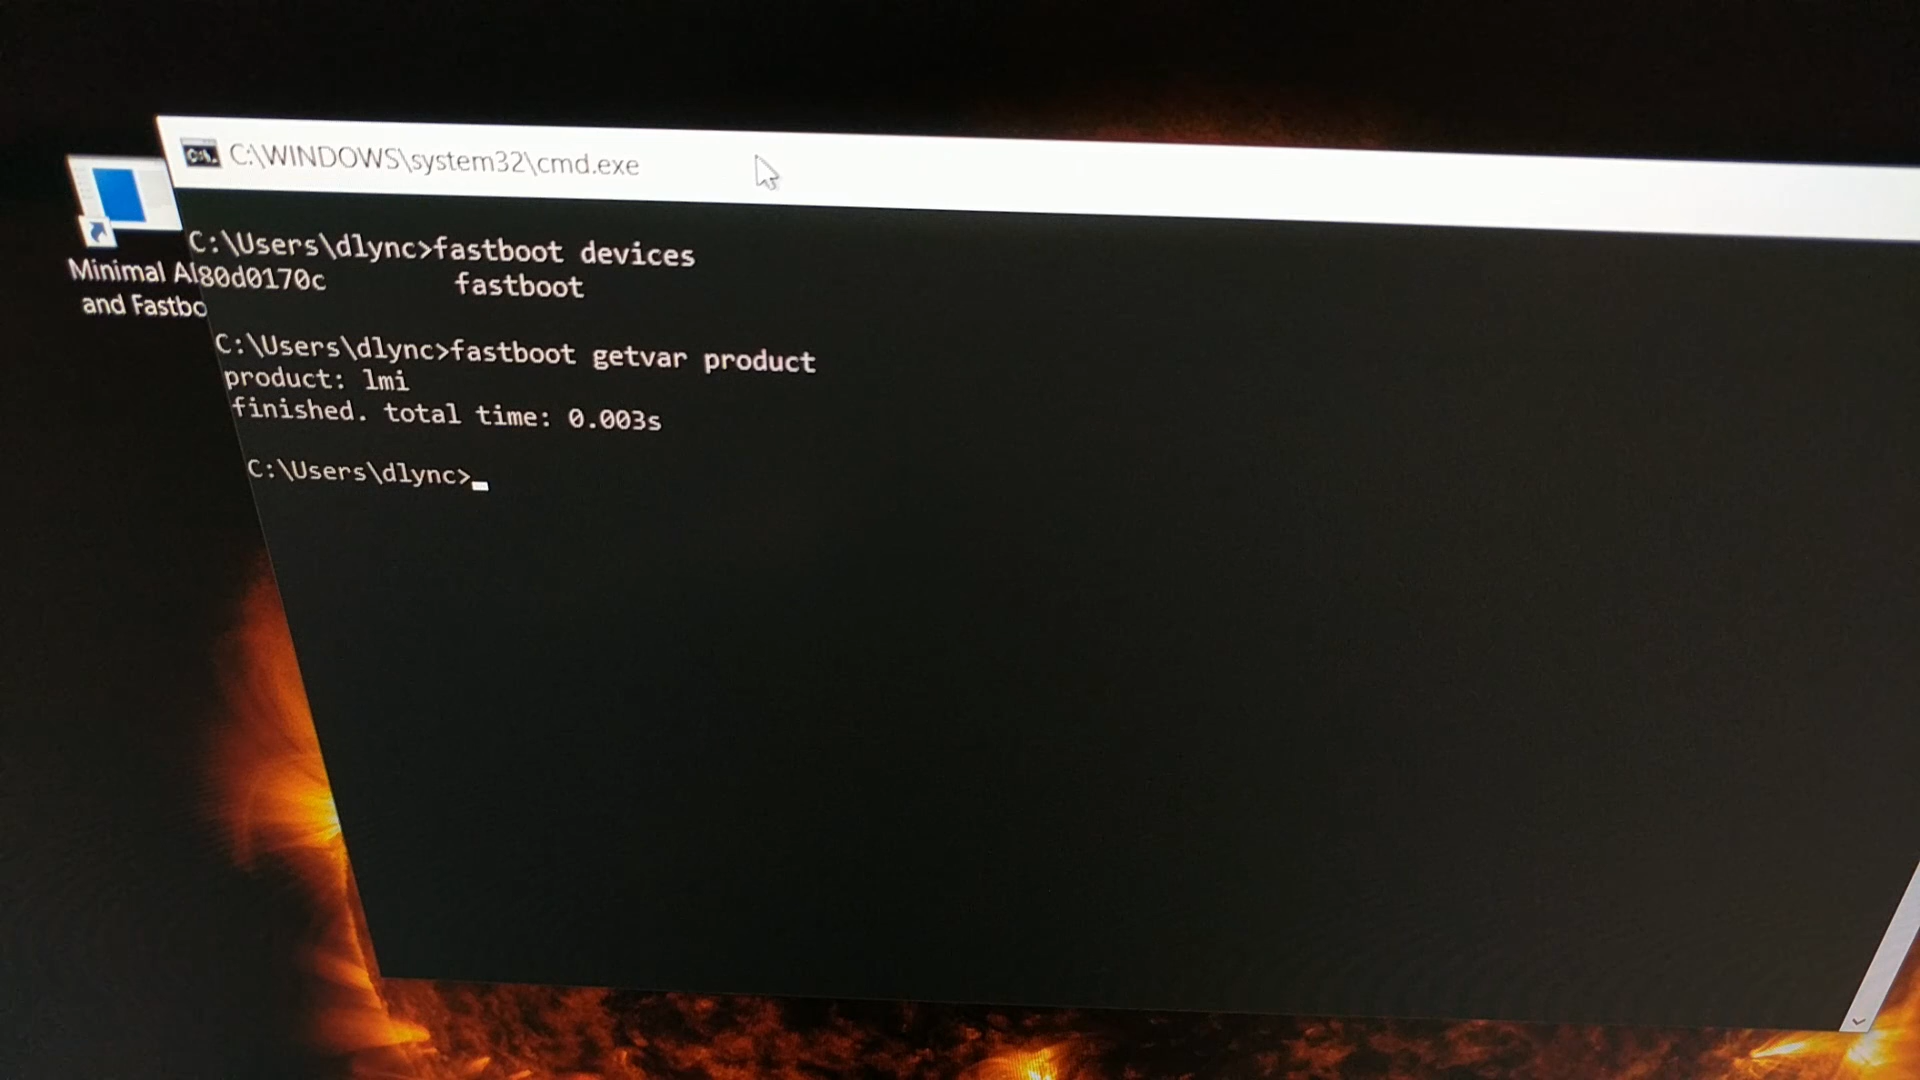 C:\WINDOWS\system32\cmd.exe
C:\Users\dlync>fastboot devices
80d0170c fastboot
C:\Users\dlync>fastboot getvar product
product: lmi
finished. total time: 0.003s
C:\Users\dlync>
Minimal A
and Fastbo